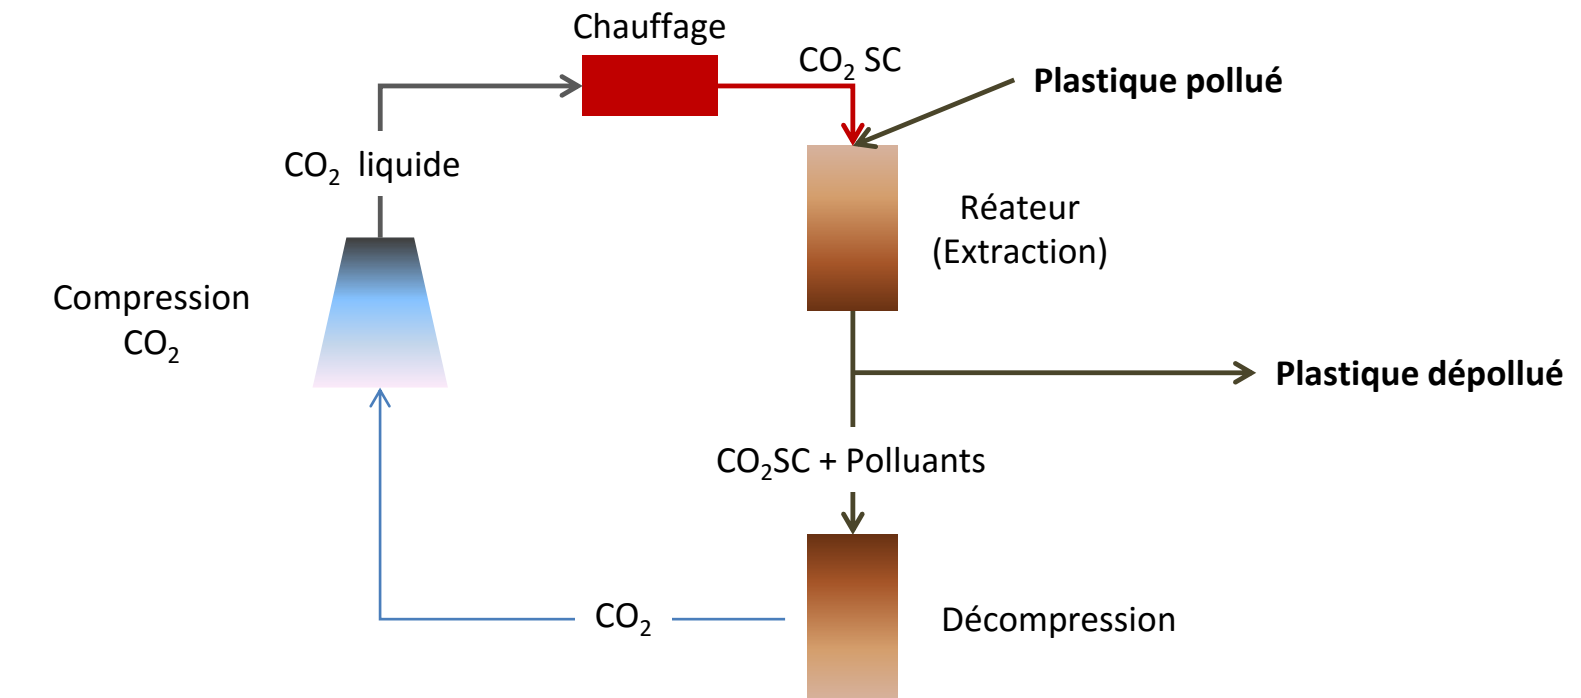 Chauffage
CO₂ SC
Plastique pollué
CO₂ liquide
Réateur
(Extraction)
Compression
CO₂
Plastique dépollué
CO₂SC + Polluants
CO₂
Décompression